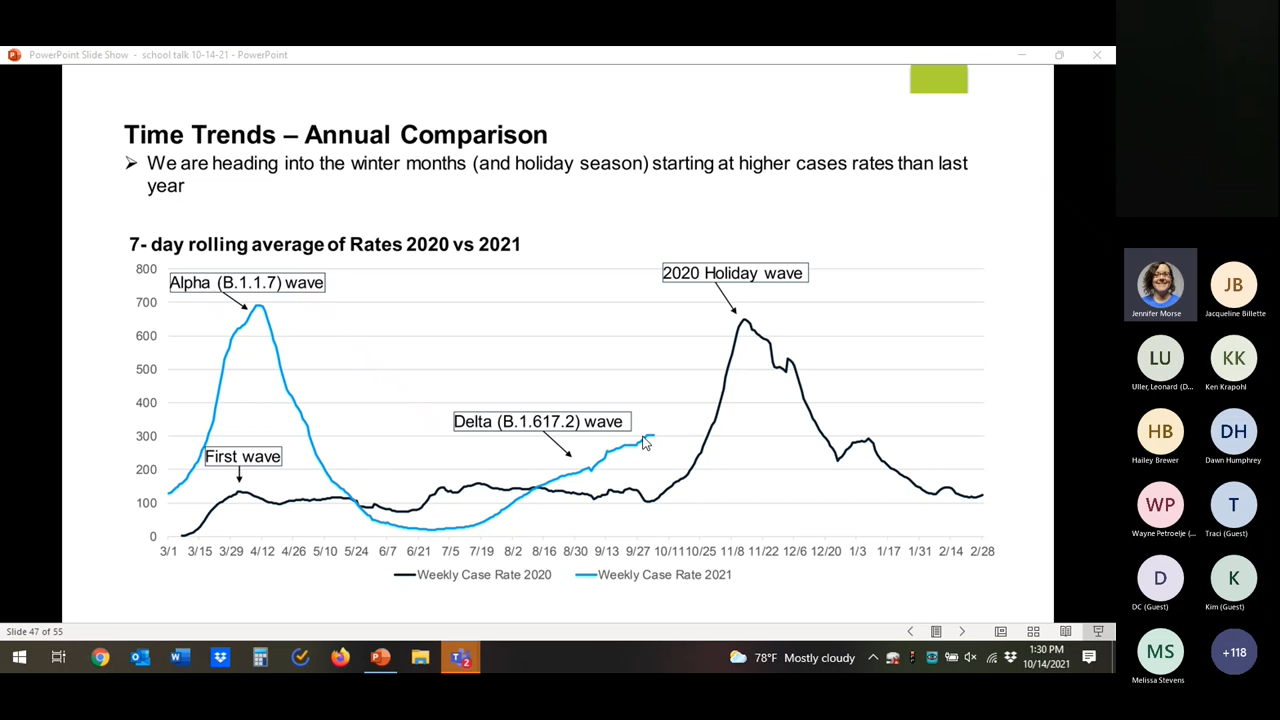 PowerPoint Slide Show - school talk 10-14-21 - PowerPoint
Time Trends – Annual Comparison
We are heading into the winter months (and holiday season) starting at higher cases rates than last
year
7- day rolling average of Rates 2020 vs 2021
800
700
600
500
400
300
200
100
0
Alpha (B.1.1.7) wave
2020 Holiday wave
Delta (B.1.617.2) wave
First wave
3/1 3/15 3/29 4/12 4/26 5/10 5/24 6/7 6/21 7/5 7/19 8/2 8/16 8/30 9/13 9/27 10/11 10/25 11/8 11/22 12/6 12/20 1/3 1/17 1/31 2/14 2/28
Weekly Case Rate 2020 Weekly Case Rate 2021
Slide 47 of 55
2
78°F Mostly cloudy
1:30 PM
10/14/2021
Jennifer Morse
JB
Jacqueline Billette
LU
Uller, Leonard (D...
KK
Ken Krapohl
HB
Hailey Brewer
DH
Dawn Humphrey
WP
Wayne Petroelje (...
T
Traci (Guest)
D
DC (Guest)
K
Kim (Guest)
MS
Melissa Stevens
+118